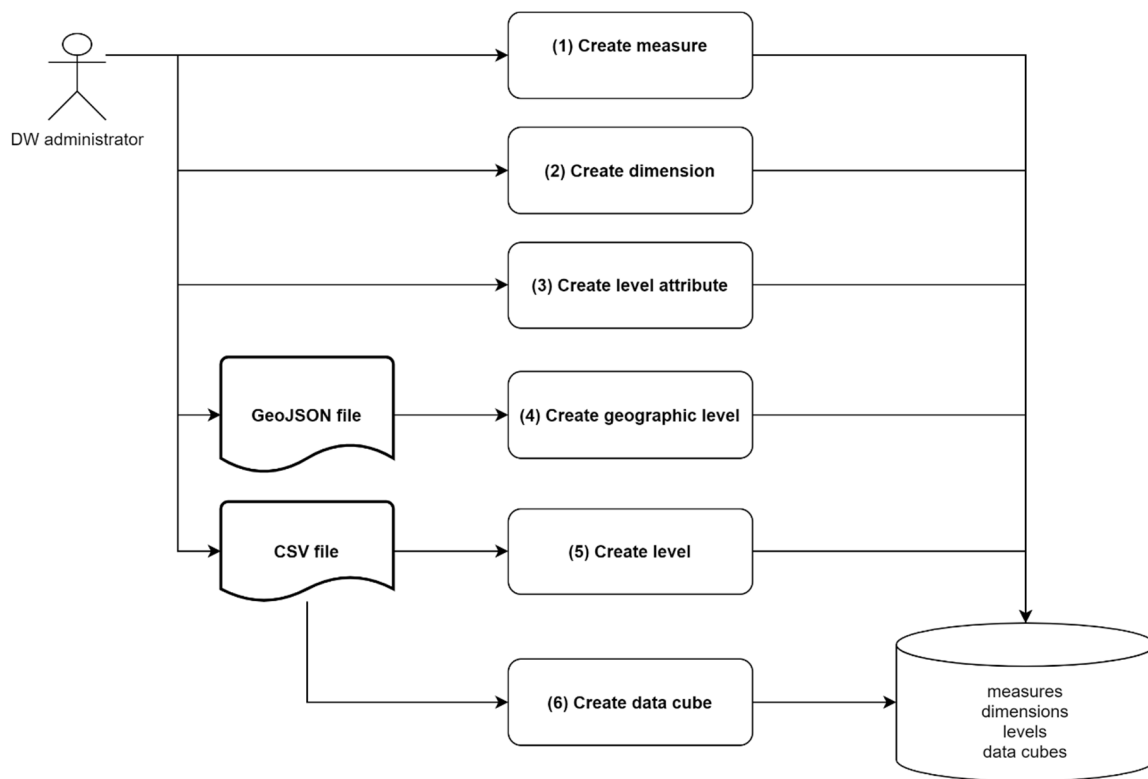 DW administrator
(1) Create measure
(2) Create dimension
(3) Create level attribute
GeoJSON file
(4) Create geographic level
CSV file
(5) Create level
(6) Create data cube
measures
dimensions
levels
data cubes